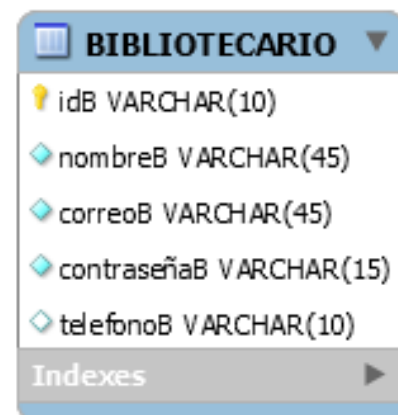 BIBLIOTECARIO
idB VARCHAR(10)
nombreB VARCHAR(45)
correoB VARCHAR(45)
contraseñaB VARCHAR(15)
telefonoB VARCHAR(10)
Indexes